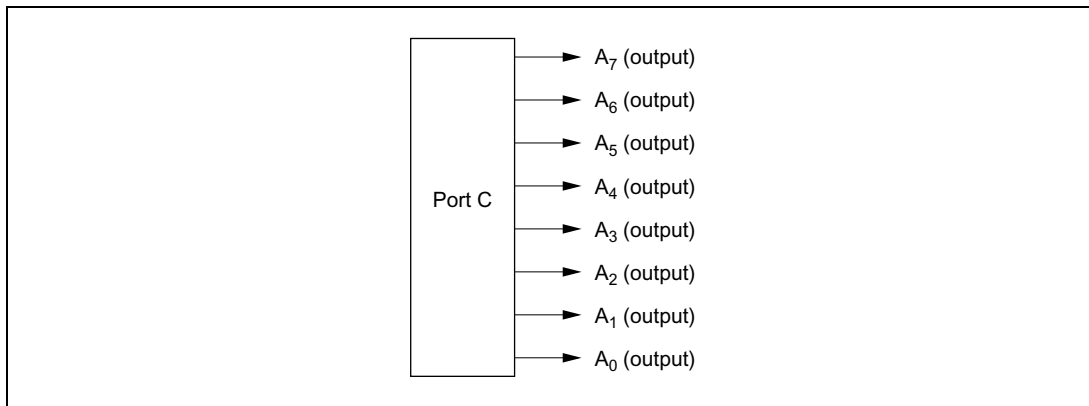 A₇ (output)
A₆ (output)
A₅ (output)
A₄ (output)
Port C
A₃ (output)
A₂ (output)
A₁ (output)
A₀ (output)